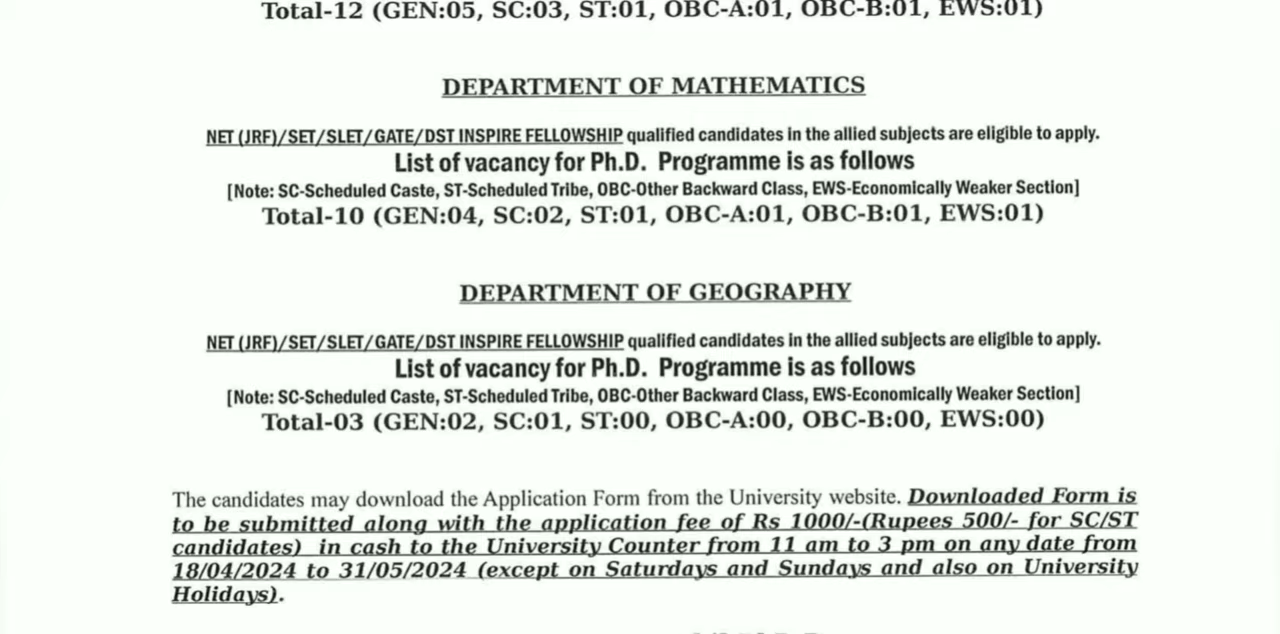 Total-12 (GEN:05, SC:03, ST:01, OBC-A:01, OBC-B:01, EWS:01)
DEPARTMENT OF MATHEMATICS
NET (JRF)/SET/SLET/GATE/DST INSPIRE FELLOWSHIP qualified candidates in the allied subjects are eligible to apply.
List of vacancy for Ph.D. Programme is as follows
[Note: SC-Scheduled Caste, ST-Scheduled Tribe, OBC-Other Backward Class, EWS-Economically Weaker Section]
Total-10 (GEN:04, SC:02, ST:01, OBC-A:01, OBC-B:01, EWS:01)
DEPARTMENT OF GEOGRAPHY
NET (JRF)/SET/SLET/GATE/DST INSPIRE FELLOWSHIP qualified candidates in the allied subjects are eligible to apply.
List of vacancy for Ph.D. Programme is as follows
[Note: SC-Scheduled Caste, ST-Scheduled Tribe, OBC-Other Backward Class, EWS-Economically Weaker Section]
Total-03 (GEN:02, SC:01, ST:00, OBC-A:00, OBC-B:00, EWS:00)
The candidates may download the Application Form from the University website. Downloaded Form is
to be submitted along with the application fee of Rs 1000/-(Rupees 500/- for SC/ST
candidates) in cash to the University Counter from 11 am to 3 pm on any date from
18/04/2024 to 31/05/2024 (except on Saturdays and Sundays and also on University
Holidays).